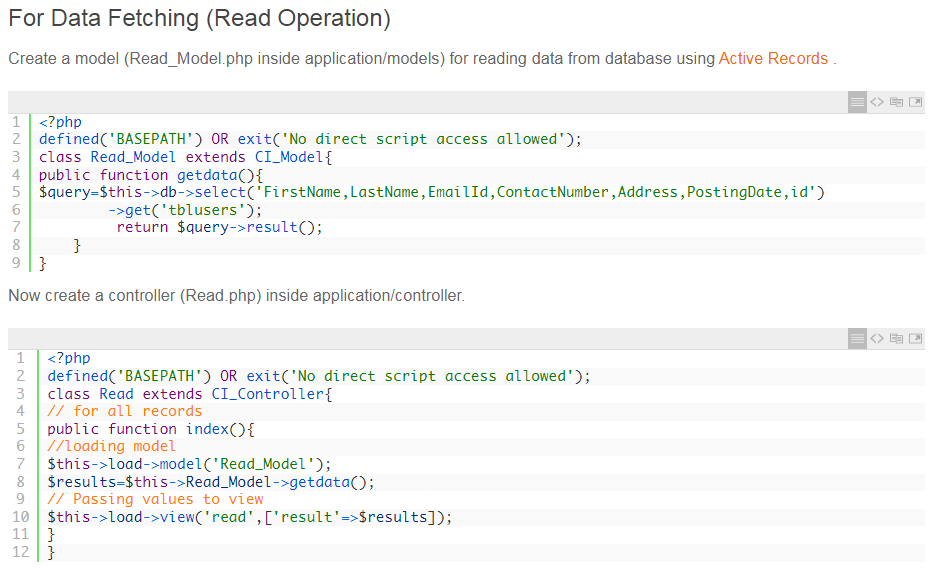 For Data Fetching (Read Operation)
Create a model (Read_Model.php inside application/models) for reading data from database using Active Records .
1 <?php
2 defined('BASEPATH') OR exit('No direct script access allowed');
3 class Read_Model extends CI_Model{
4 public function getdata(){
5 $query=$this->db->select('FirstName,LastName,EmailId,ContactNumber,Address,PostingDate,id')
6         ->get('tblusers');
7          return $query->result();
8     }
9 }
Now create a controller (Read.php) inside application/controller.
1 <?php
2 defined('BASEPATH') OR exit('No direct script access allowed');
3 class Read extends CI_Controller{
4 // for all records
5 public function index(){
6 //loading model
7 $this->load->model('Read_Model');
8 $results=$this->Read_Model->getdata();
9 // Passing values to view
10 $this->load->view('read',['result'=>$results]);
11 }
12 }